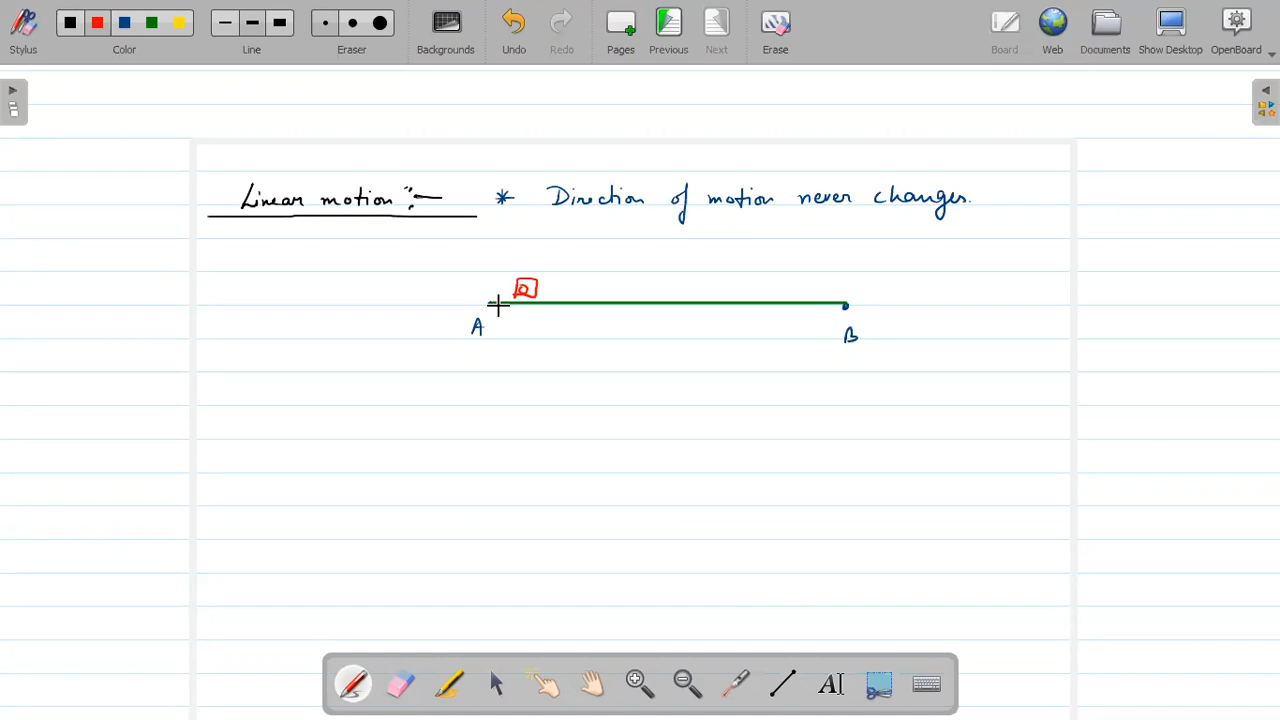 Stylus Color Line Eraser Backgrounds Undo Redo Pages Previous Next Erase Board Web Documents Show Desktop OpenBoard
Linear motion :- * Direction of motion never changes.
A B
AI